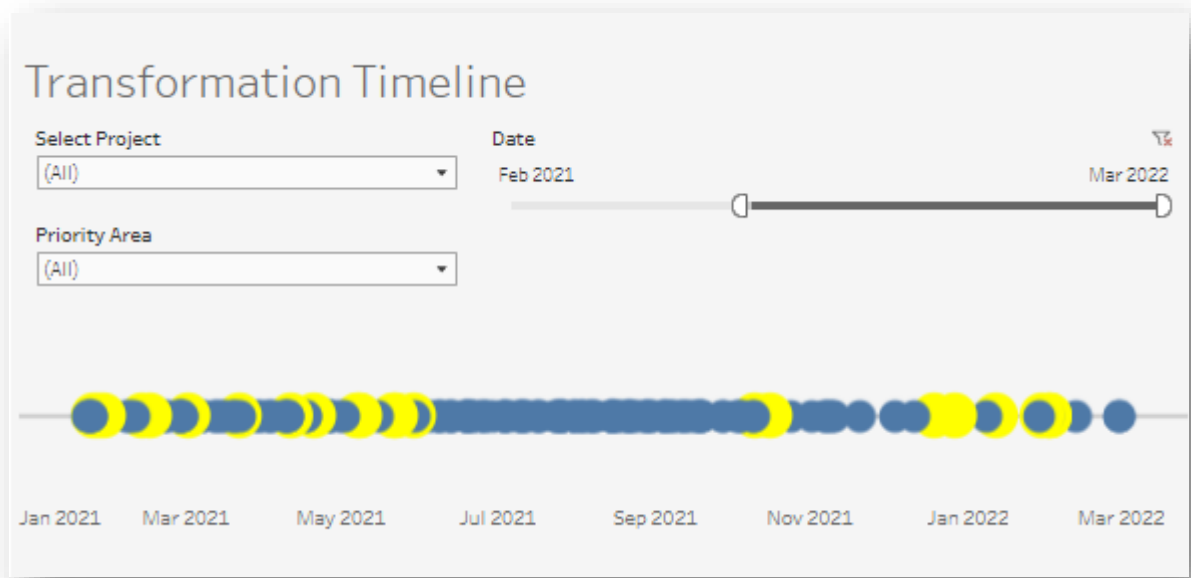 Transformation Timeline
Select Project
(All)
Date
Feb 2021
Mar 2022
Priority Area
(All)
Jan 2021
Mar 2021
May 2021
Jul 2021
Sep 2021
Nov 2021
Jan 2022
Mar 2022